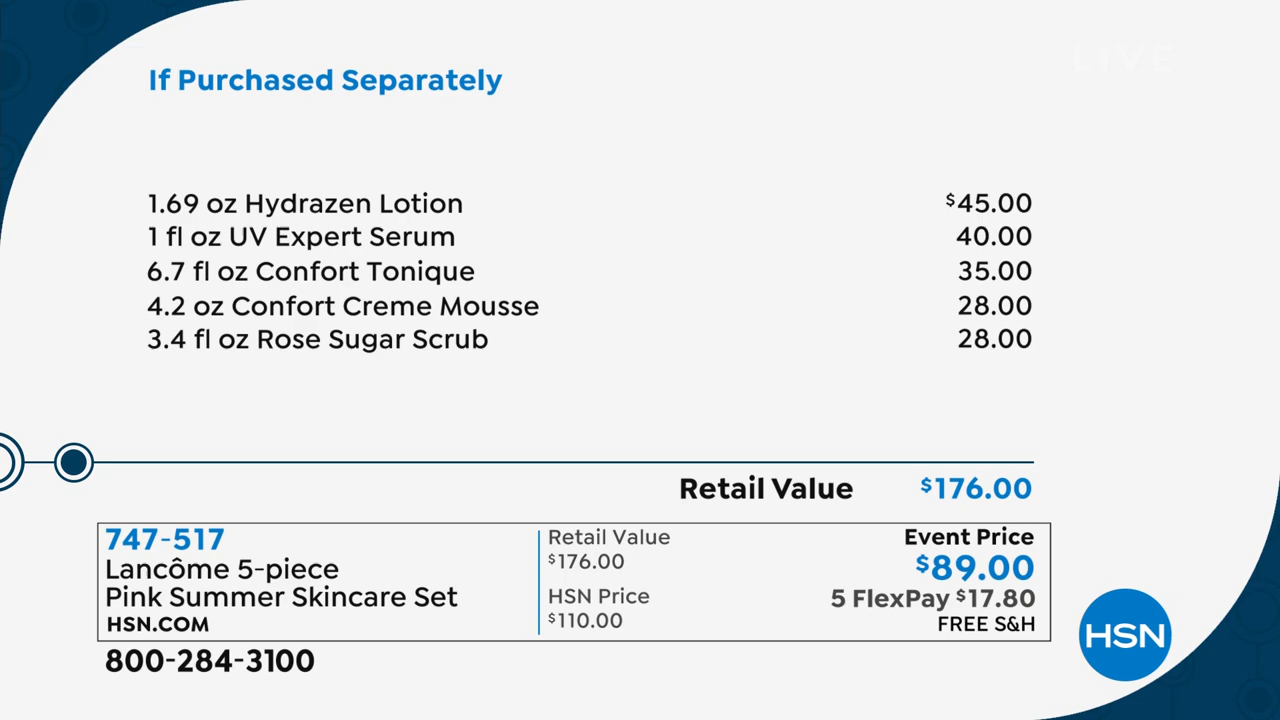 LIVE
If Purchased Separately
1.69 oz Hydrazen Lotion $45.00
1 fl oz UV Expert Serum 40.00
6.7 fl oz Confort Tonique 35.00
4.2 oz Confort Creme Mousse 28.00
3.4 fl oz Rose Sugar Scrub 28.00
Retail Value $176.00
747-517
Lancôme 5-piece
Pink Summer Skincare Set
HSN.COM
Retail Value
$176.00
HSN Price
$110.00
Event Price
$89.00
5 FlexPay $17.80
FREE S&H
800-284-3100
HSN